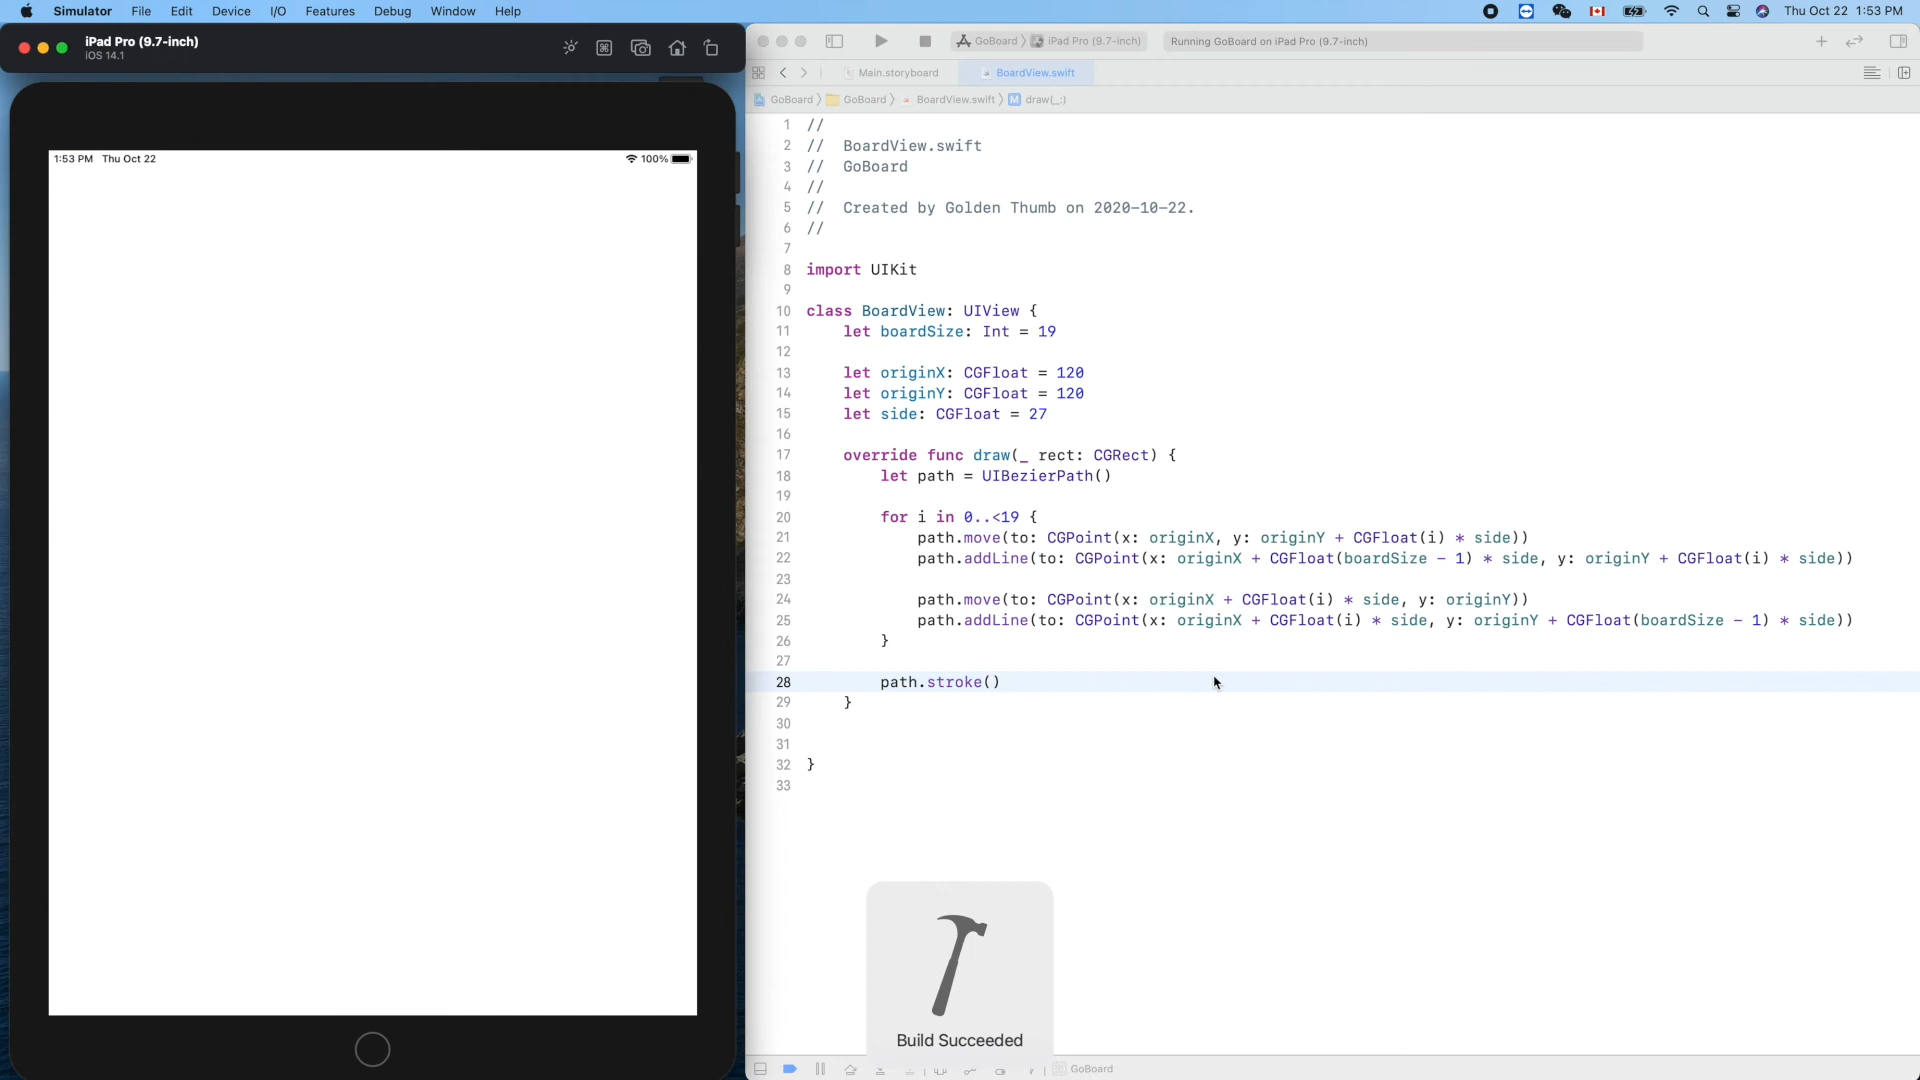 Simulator File Edit Device I/O Features Debug Window Help Thu Oct 22 1:53 PM
iPad Pro (9.7-inch)
iOS 14.1
GoBoard 〉 iPad Pro (9.7-inch) Running GoBoard on iPad Pro (9.7-inch)
Main.storyboard BoardView.swift
GoBoard 〉 GoBoard 〉 BoardView.swift 〉 M draw(_:)
1:53 PM Thu Oct 22 100%
1 //
2 // BoardView.swift
3 // GoBoard
4 //
5 // Created by Golden Thumb on 2020-10-22.
6 //
7
8 import UIKit
9
10 class BoardView: UIView {
11 let boardSize: Int = 19
12
13 let originX: CGFloat = 120
14 let originY: CGFloat = 120
15 let side: CGFloat = 27
16
17 override func draw(_ rect: CGRect) {
18 let path = UIBezierPath()
19
20 for i in 0..<19 {
21 path.move(to: CGPoint(x: originX, y: originY + CGFloat(i) * side))
22 path.addLine(to: CGPoint(x: originX + CGFloat(boardSize - 1) * side, y: originY + CGFloat(i) * side))
23
24 path.move(to: CGPoint(x: originX + CGFloat(i) * side, y: originY))
25 path.addLine(to: CGPoint(x: originX + CGFloat(i) * side, y: originY + CGFloat(boardSize - 1) * side))
26 }
27
28 path.stroke()
29 }
30
31
32 }
33
Build Succeeded
GoBoard